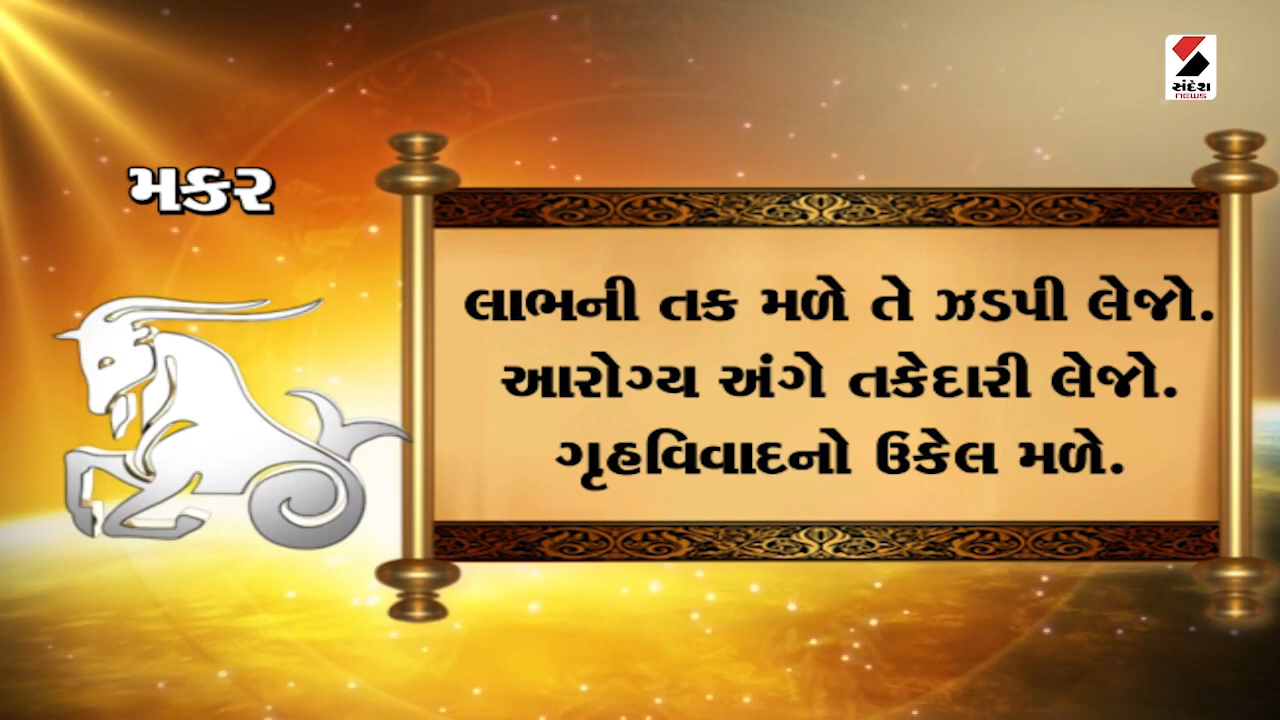 સંદેશ
NEWS
મકર
લાભની તક મળે તે ઝડપી લેજો.
આરોગ્ય અંગે તકેદારી લેજો.
ગૃહવિવાદનો ઉકેલ મળે.